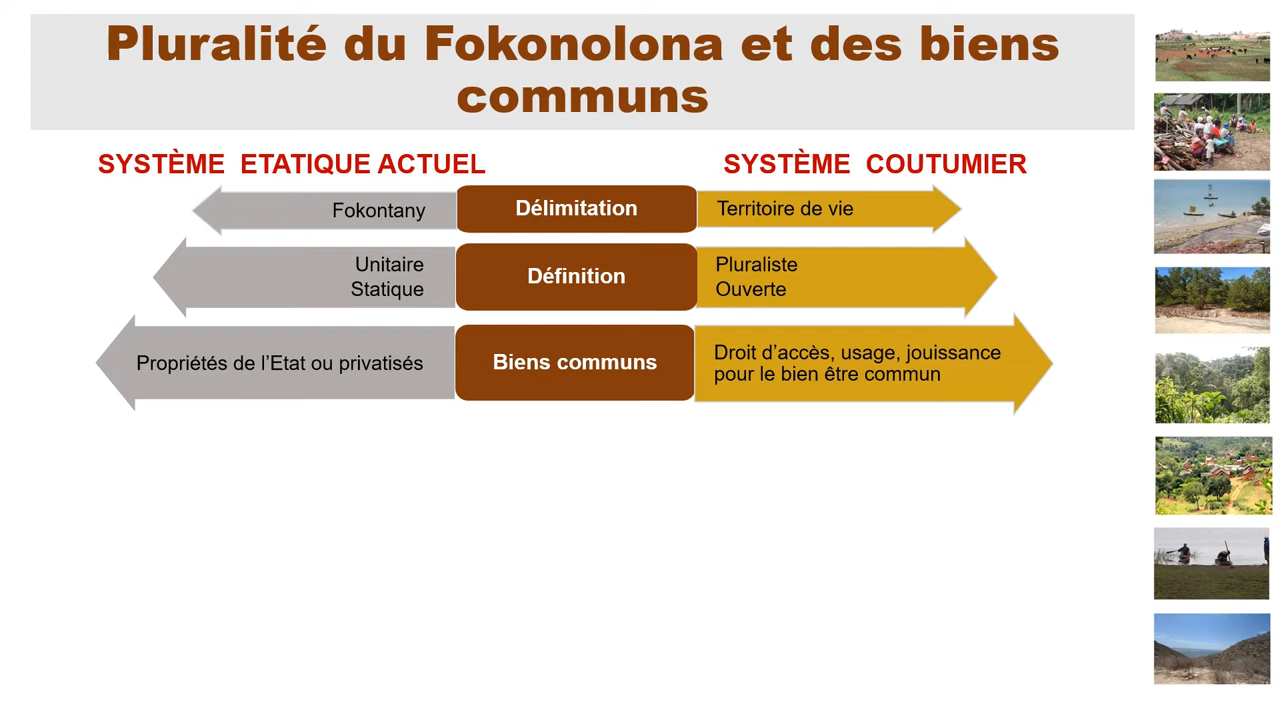 Pluralité du Fokonolona et des biens
communs
SYSTÈME ETATIQUE ACTUEL
SYSTÈME COUTUMIER
Fokontany
Délimitation
Territoire de vie
Unitaire
Statique
Définition
Pluraliste
Ouverte
Propriétés de l'Etat ou privatisés
Biens communs
Droit d'accès, usage, jouissance
pour le bien être commun